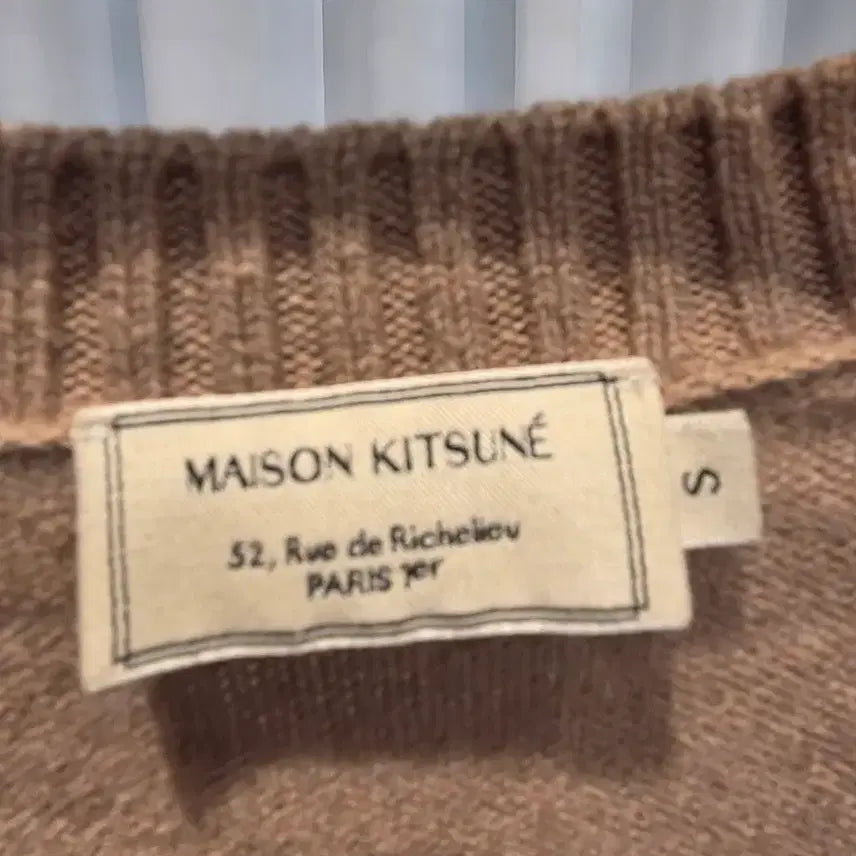 MAISON KITSUNÉ
52, Rue de Richelieu
PARIS 1er
S